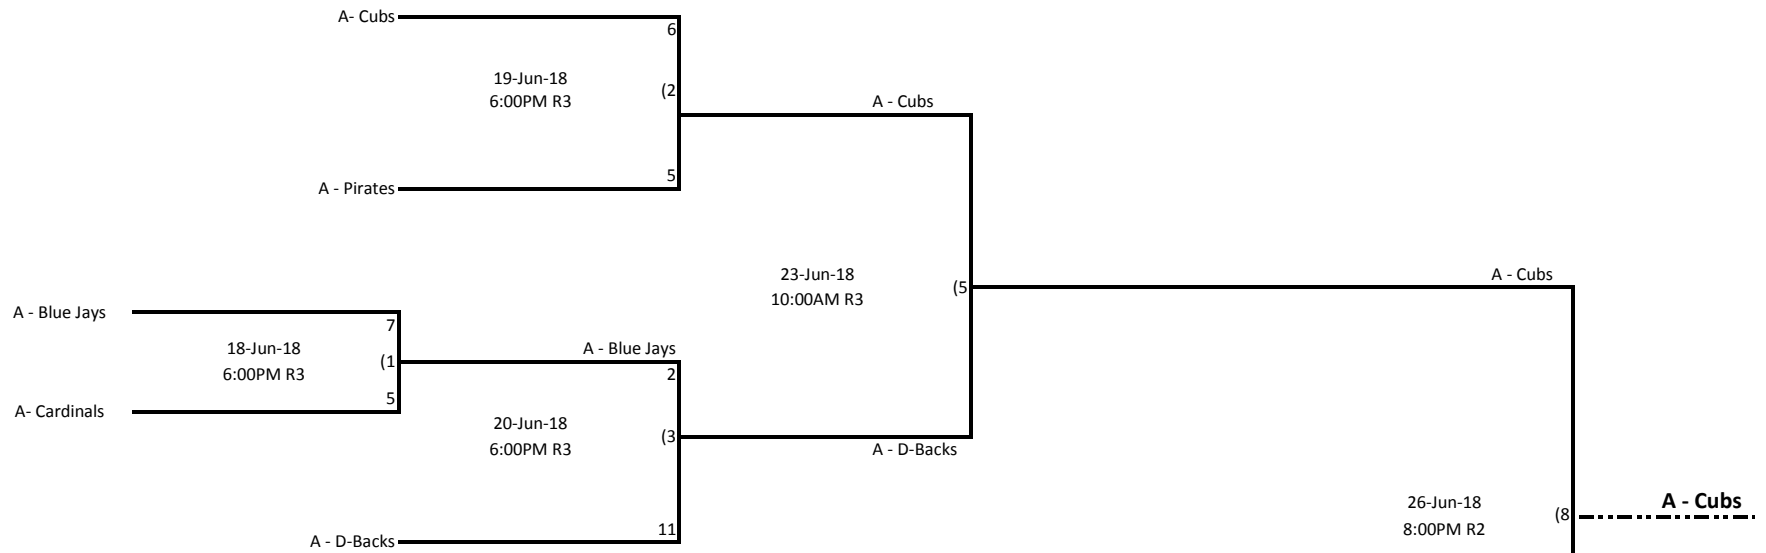 A- Cubs
6
19-Jun-18
6:00PM R3
(2
A - Cubs
5
A - Pirates
23-Jun-18
10:00AM R3
(5
A - Cubs
A - Blue Jays
7
18-Jun-18
6:00PM R3
(1
A - Blue Jays
2
5
A- Cardinals
20-Jun-18
6:00PM R3
(3
A - D-Backs
11
A - D-Backs
26-Jun-18
8:00PM R2
(8
A - Cubs